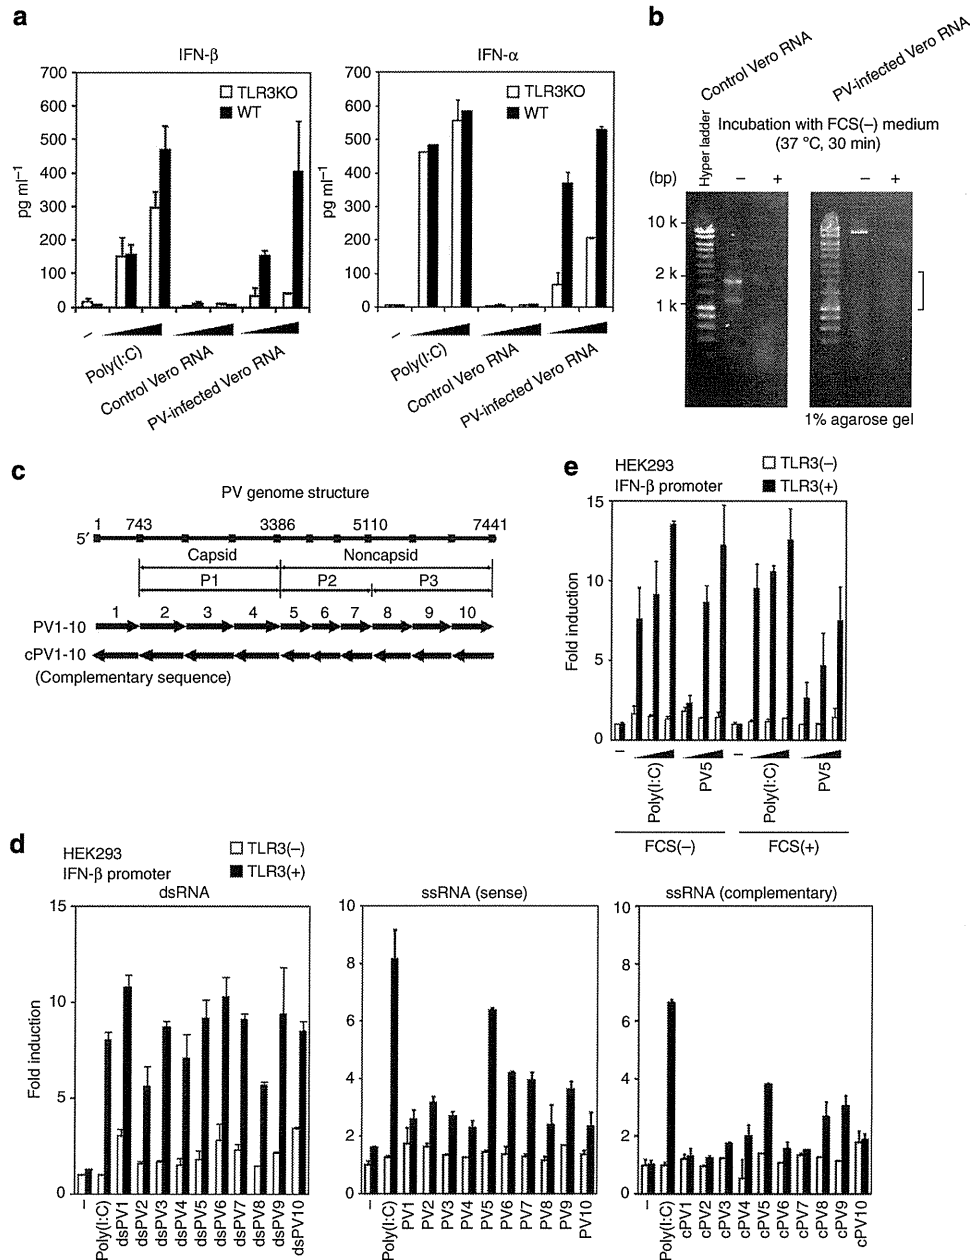 a
IFN-β
700
600
500
400
300
200
100
0
pg ml–1
TLR3KO
WT
–
Poly(I:C)
Control Vero RNA
PV-infected Vero RNA
IFN-α
700
600
500
400
300
200
100
0
pg ml–1
TLR3KO
WT
–
Poly(I:C)
Control Vero RNA
PV-infected Vero RNA
b
Control Vero RNA
PV-infected Vero RNA
Hyper ladder
Incubation with FCS(–) medium
(37 °C, 30 min)
(bp)
– +
– +
10 k
2 k
1 k
1% agarose gel
c
PV genome structure
1 743 3386 5110 7441
5′
Capsid Noncapsid
P1 P2 P3
1 2 3 4 5 6 7 8 9 10
PV1-10
cPV1-10
(Complementary sequence)
e
HEK293
IFN-β promoter
TLR3(–)
TLR3(+)
15
10
5
0
Fold induction
–
Poly(I:C)
PV5
–
Poly(I:C)
PV5
FCS(–) FCS(+)
d
HEK293
IFN-β promoter
TLR3(–)
TLR3(+)
dsRNA
15
10
5
0
Fold induction
–
Poly(I:C)
dsPV1
dsPV2
dsPV3
dsPV4
dsPV5
dsPV6
dsPV7
dsPV8
dsPV9
dsPV10
ssRNA (sense)
10
8
6
4
2
0
–
Poly(I:C)
PV1
PV2
PV3
PV4
PV5
PV6
PV7
PV8
PV9
PV10
ssRNA (complementary)
10
8
6
4
2
0
–
Poly(I:C)
cPV1
cPV2
cPV3
cPV4
cPV5
cPV6
cPV7
cPV8
cPV9
cPV10